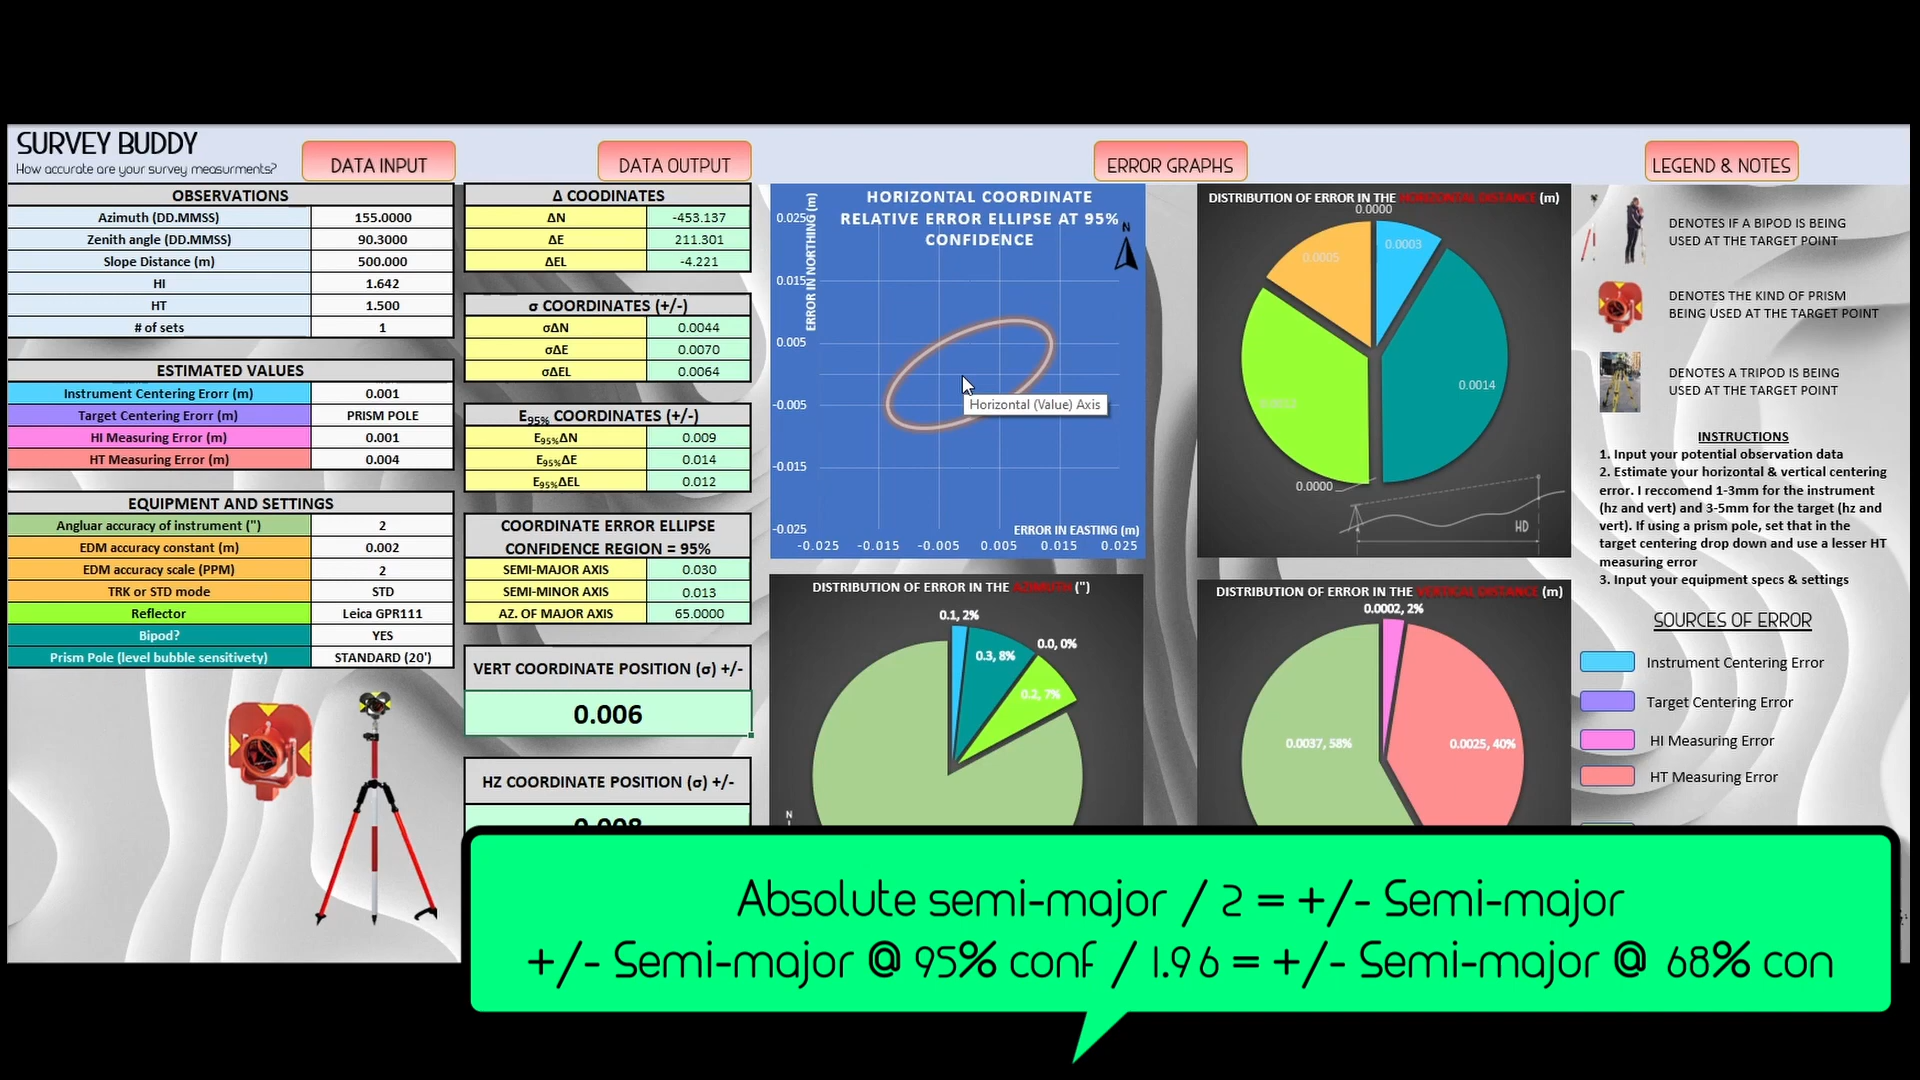 SURVEY BUDDY
How accurate are your survey measurments?
DATA INPUT
DATA OUTPUT
ERROR GRAPHS
LEGEND & NOTES
OBSERVATIONS
Azimuth (DD.MMSS) 155.0000
Zenith angle (DD.MMSS) 90.3000
Slope Distance (m) 500.000
HI 1.642
HT 1.500
# of sets 1
ESTIMATED VALUES
Instrument Centering Erorr (m) 0.001
Target Centering Erorr (m) PRISM POLE
HI Measuring Error (m) 0.001
HT Measuring Error (m) 0.004
EQUIPMENT AND SETTINGS
Angluar accuracy of instrument (") 2
EDM accuracy constant (m) 0.002
EDM accuracy scale (PPM) 2
TRK or STD mode STD
Reflector Leica GPR111
Bipod? YES
Prism Pole (level bubble sensitivety) STANDARD (20')
Δ COODINATES
ΔN -453.137
ΔE 211.301
ΔEL -4.221
σ COORDINATES (+/-)
σΔN 0.0044
σΔE 0.0070
σΔEL 0.0064
E95% COORDINATES (+/-)
E95%ΔN 0.009
E95%ΔE 0.014
E95%ΔEL 0.012
COORDINATE ERROR ELLIPSE
CONFIDENCE REGION = 95%
SEMI-MAJOR AXIS 0.030
SEMI-MINOR AXIS 0.013
AZ. OF MAJOR AXIS 65.0000
VERT COORDINATE POSITION (σ) +/-
0.006
HZ COORDINATE POSITION (σ) +/-
0.008
HORIZONTAL COORDINATE
RELATIVE ERROR ELLIPSE AT 95%
CONFIDENCE
N
ERROR IN NORTHING (m)
0.025
0.015
0.005
-0.005
-0.015
-0.025
Horizontal (Value) Axis
ERROR IN EASTING (m)
-0.025 -0.015 -0.005 0.005 0.015 0.025
DISTRIBUTION OF ERROR IN THE HORIZONTAL DISTANCE (m)
0.0000
0.0003
0.0005
0.0014
0.0000
HD
DISTRIBUTION OF ERROR IN THE AZIMUTH (")
0.1, 2%
0.3, 8%
0.0, 0%
0.2, 7%
N
DISTRIBUTION OF ERROR IN THE VERTICAL DISTANCE (m)
0.0002, 2%
0.0037, 58%
0.0025, 40%
DENOTES IF A BIPOD IS BEING
USED AT THE TARGET POINT
DENOTES THE KIND OF PRISM
BEING USED AT THE TARGET POINT
DENOTES A TRIPOD IS BEING
USED AT THE TARGET POINT
INSTRUCTIONS
1. Input your potential observation data
2. Estimate your horizontal & vertical centering
error. I reccomend 1-3mm for the instrument
(hz and vert) and 3-5mm for the target (hz and
vert). If using a prism pole, set that in the
target centering drop down and use a lesser HT
measuring error
3. Input your equipment specs & settings
SOURCES OF ERROR
Instrument Centering Error
Target Centering Error
HI Measuring Error
HT Measuring Error
Absolute semi-major / 2 = +/- Semi-major
+/- Semi-major @ 95% conf / 1.96 = +/- Semi-major @ 68% con